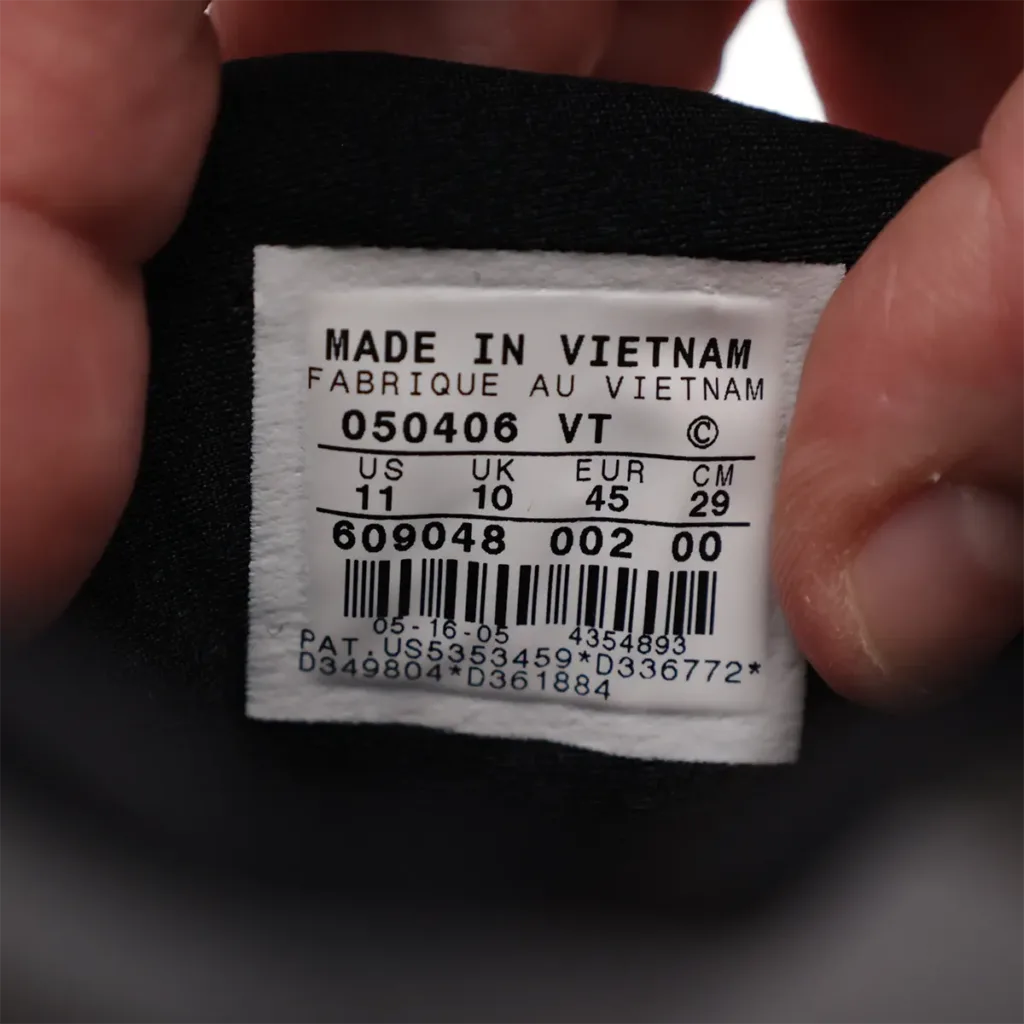 MADE IN VIETNAM
FABRIQUE AU VIETNAM
050406 VT ©
US UK EUR CM
11 10 45 29
609048 002 00
05-16-05 4354893
PAT.US5353459*D336772*
D349804*D361884